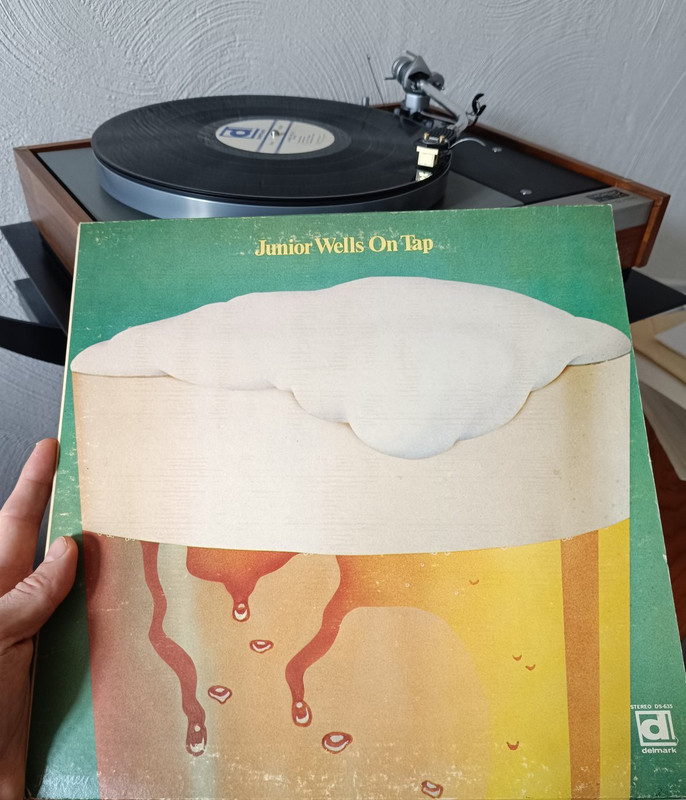 Junior Wells On Tap
STEREO DS-635
d
delmark